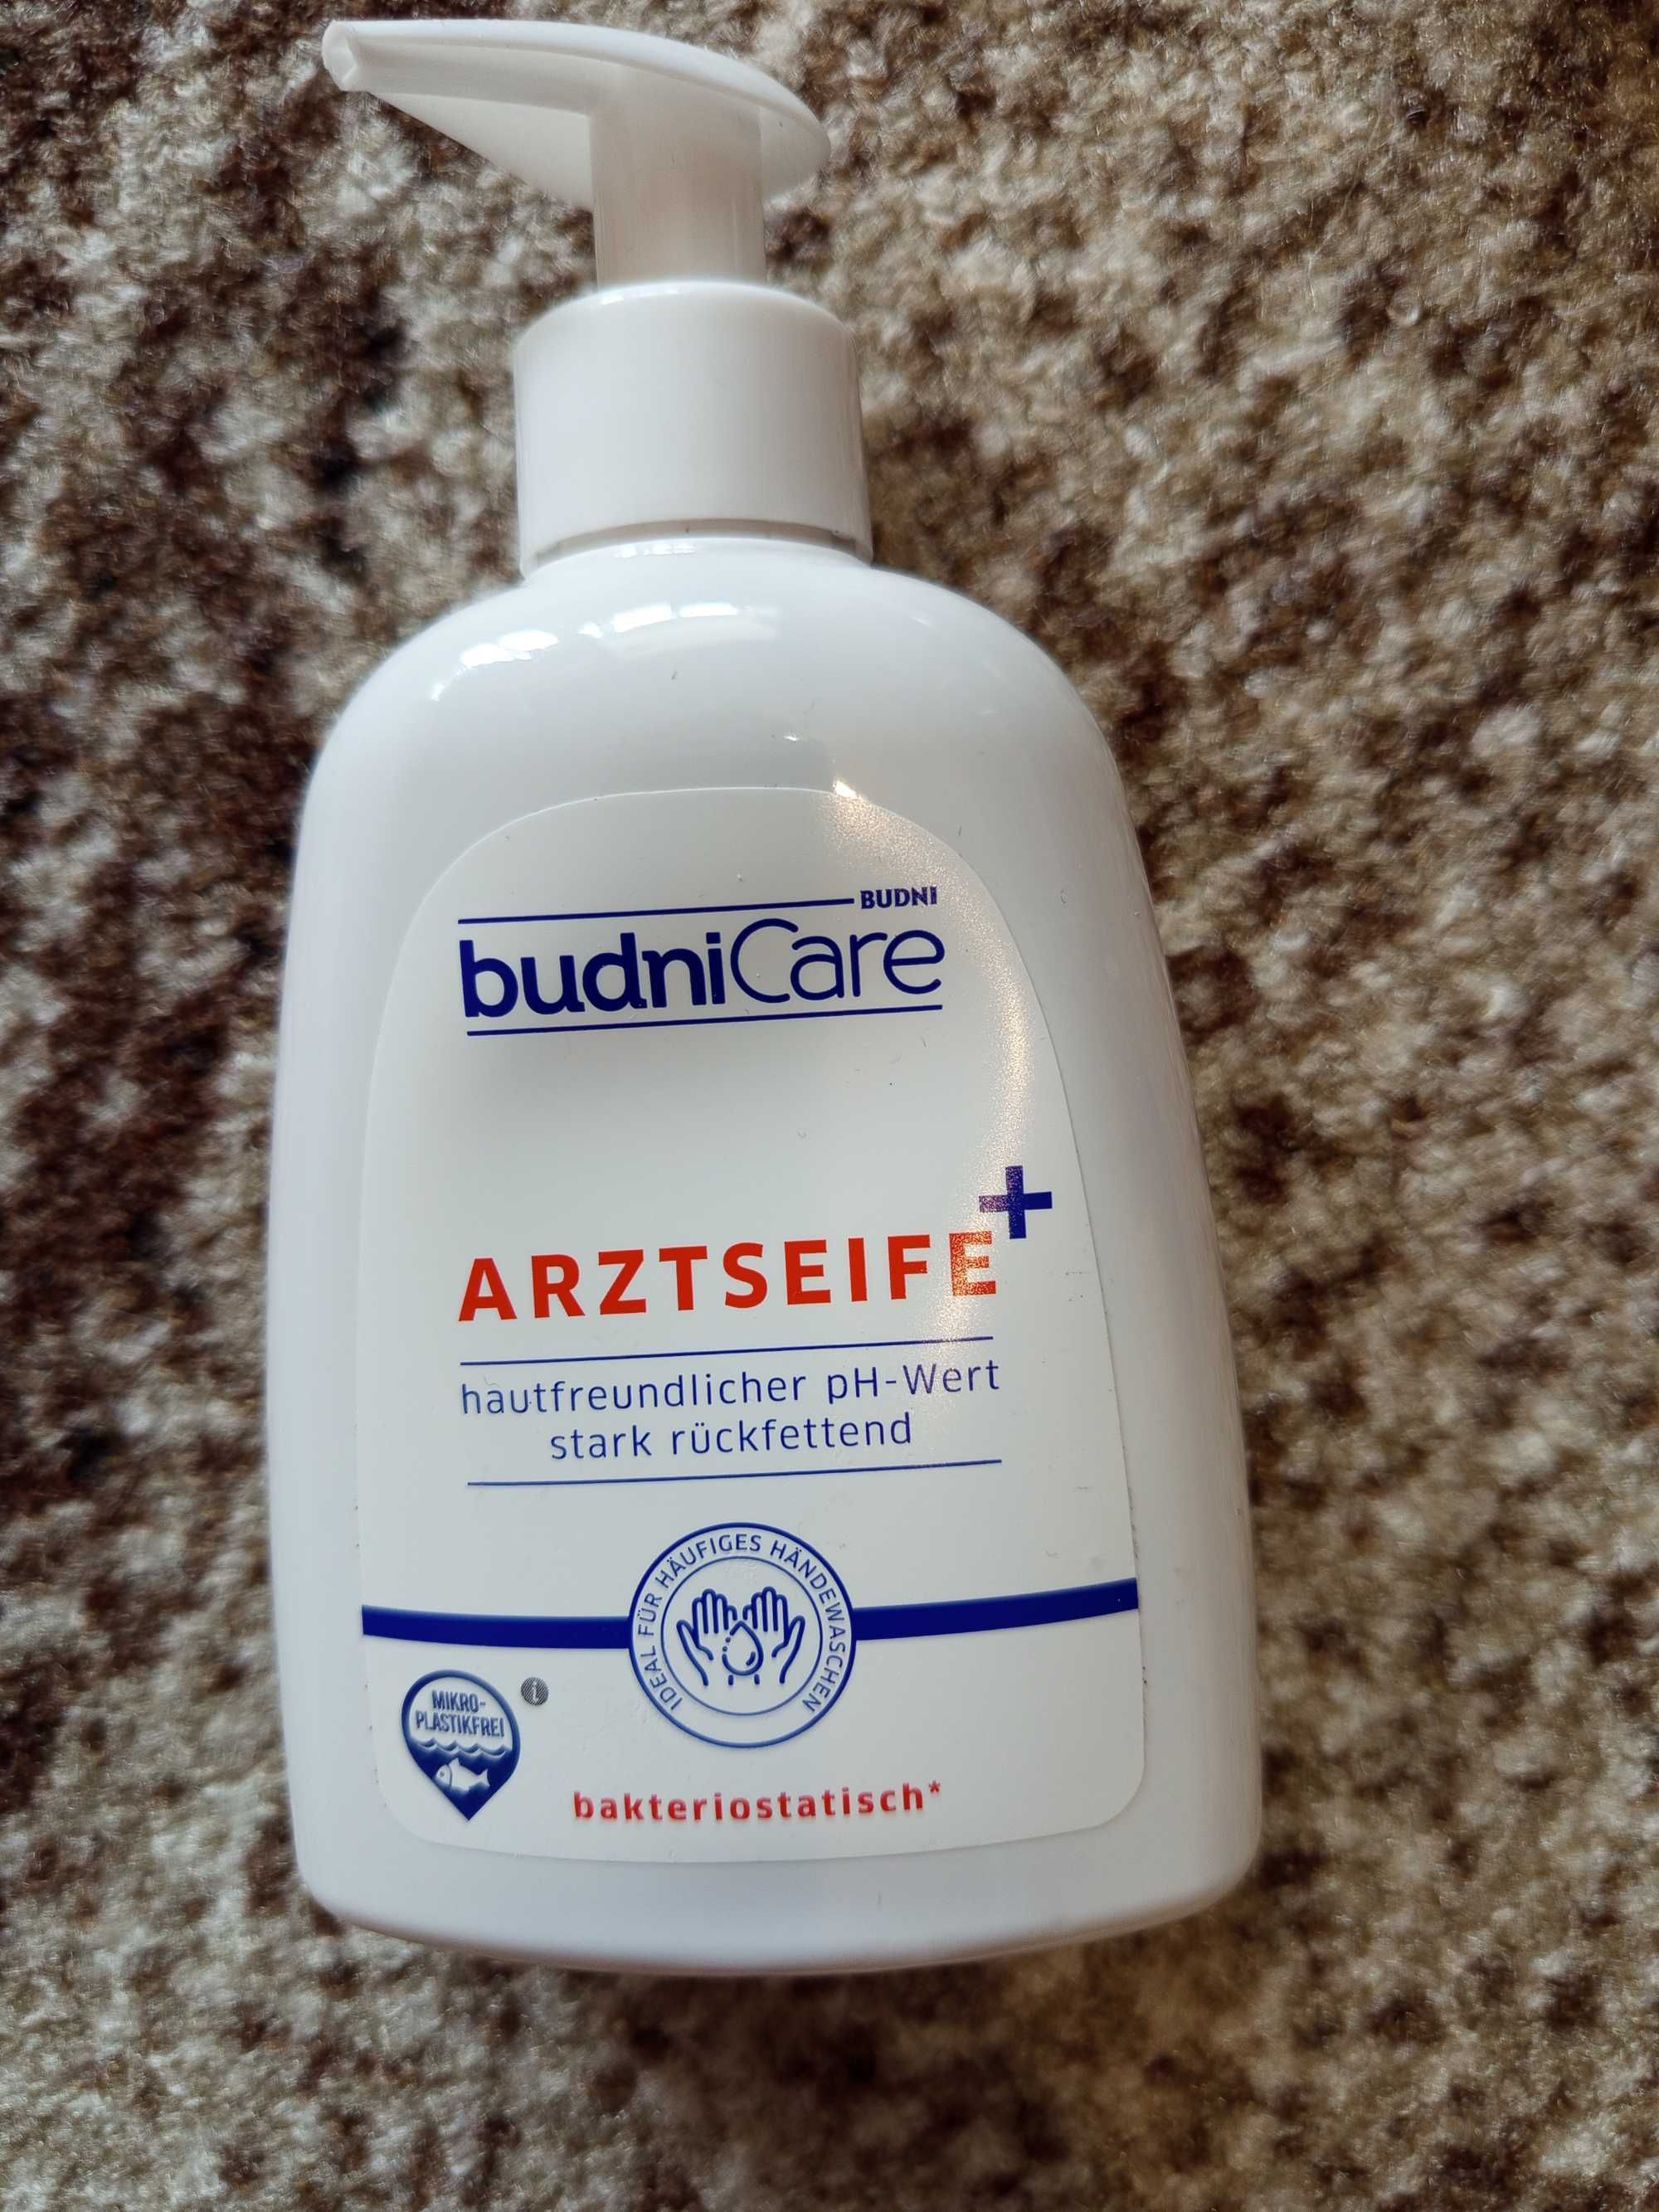 BUDNI
budniCare
ARZTSEIFE+
hautfreundlicher pH-Wert
stark rückfettend
IDEAL FÜR HÄUFIGES HÄNDEWASCHEN
MIKRO-
PLASTIKFREI
i
bakteriostatisch*